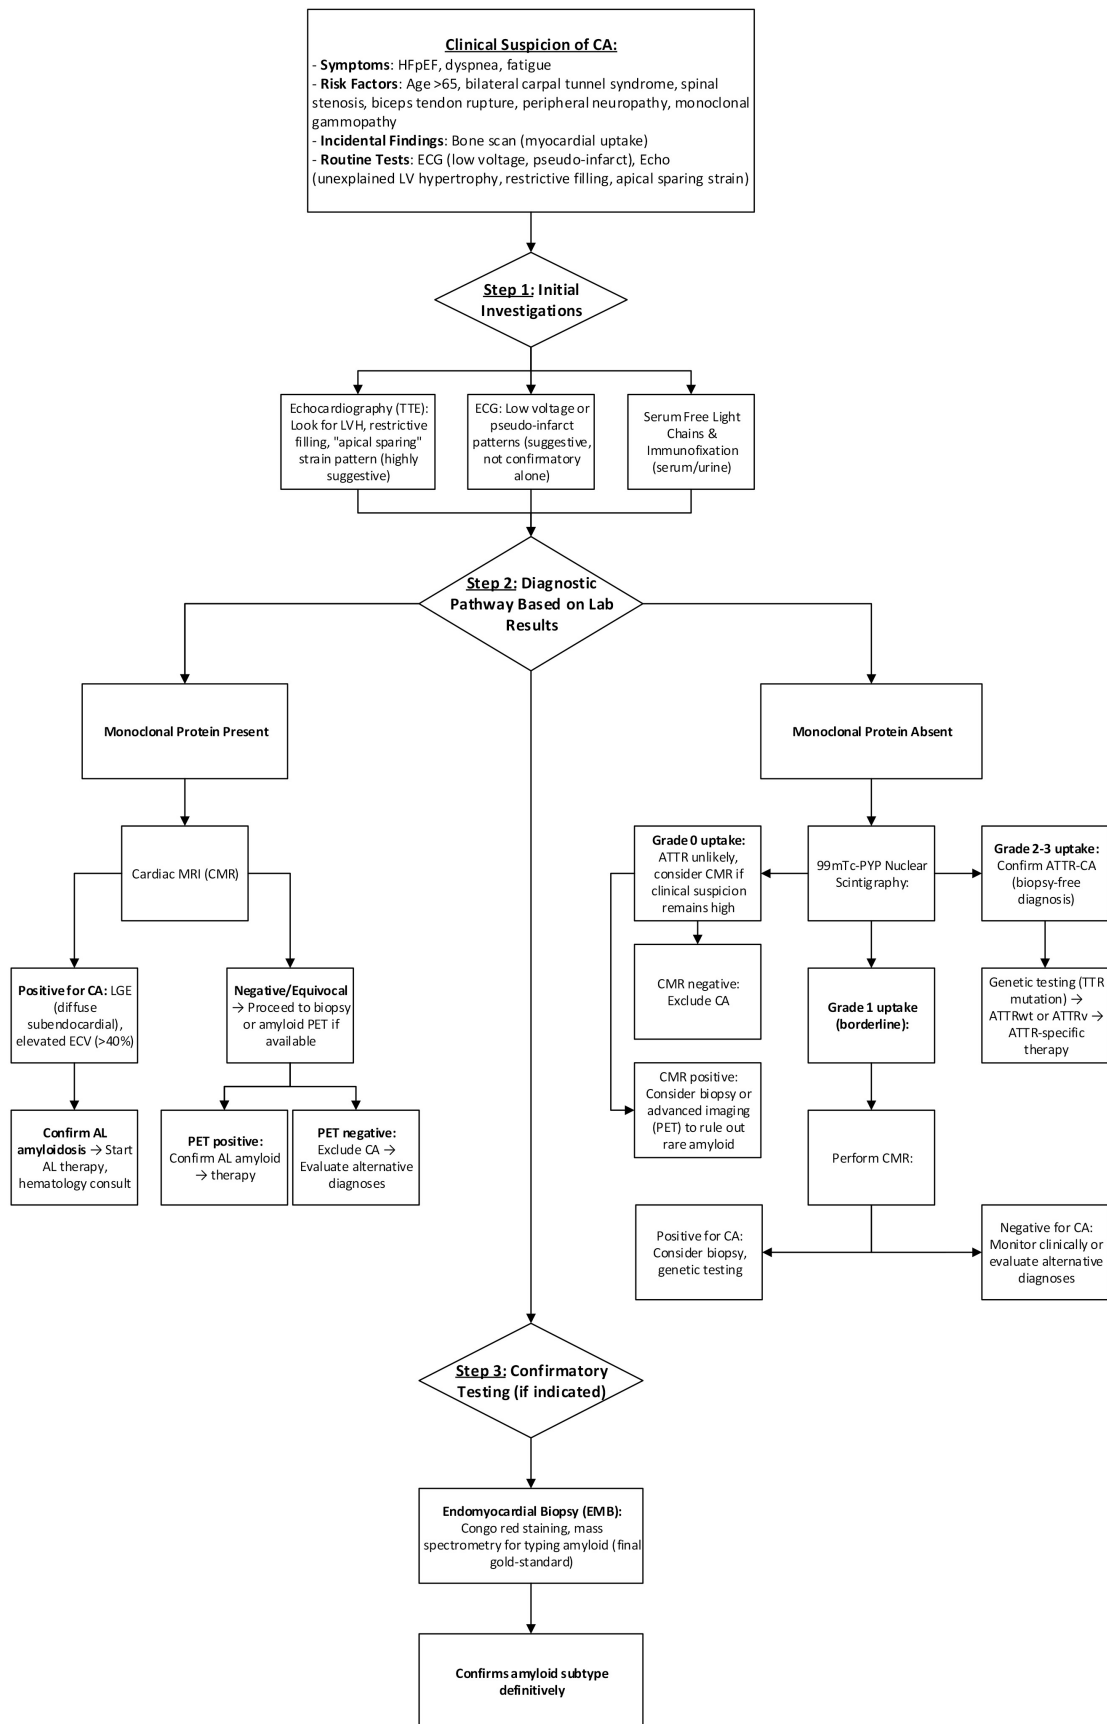 Clinical Suspicion of CA:
- Symptoms: HFpEF, dyspnea, fatigue
- Risk Factors: Age >65, bilateral carpal tunnel syndrome, spinal
stenosis, biceps tendon rupture, peripheral neuropathy, monoclonal
gammopathy
- Incidental Findings: Bone scan (myocardial uptake)
- Routine Tests: ECG (low voltage, pseudo-infarct), Echo
(unexplained LV hypertrophy, restrictive filling, apical sparing strain)
Step 1: Initial
Investigations
Echocardiography (TTE):
Look for LVH, restrictive
filling, "apical sparing"
strain pattern (highly
suggestive)
ECG: Low voltage or
pseudo-infarct
patterns (suggestive,
not confirmatory
alone)
Serum Free Light
Chains &
Immunofixation
(serum/urine)
Step 2: Diagnostic
Pathway Based on Lab
Results
Monoclonal Protein Present
Monoclonal Protein Absent
Cardiac MRI (CMR)
Positive for CA: LGE
(diffuse
subendocardial),
elevated ECV (>40%)
Negative/Equivocal
→ Proceed to biopsy
or amyloid PET if
available
Confirm AL
amyloidosis → Start
AL therapy,
hematology consult
PET positive:
Confirm AL amyloid
→ therapy
PET negative:
Exclude CA →
Evaluate alternative
diagnoses
Grade 0 uptake:
ATTR unlikely,
consider CMR if
clinical suspicion
remains high
99mTc-PYP Nuclear
Scintigraphy:
Grade 2-3 uptake:
Confirm ATTR-CA
(biopsy-free
diagnosis)
CMR negative:
Exclude CA
Grade 1 uptake
(borderline):
Genetic testing (TTR
mutation) →
ATTRwt or ATTRv →
ATTR-specific
therapy
CMR positive:
Consider biopsy or
advanced imaging
(PET) to rule out
rare amyloid
Perform CMR:
Positive for CA:
Consider biopsy,
genetic testing
Negative for CA:
Monitor clinically or
evaluate alternative
diagnoses
Step 3: Confirmatory
Testing (if indicated)
Endomyocardial Biopsy (EMB):
Congo red staining, mass
spectrometry for typing amyloid (final
gold-standard)
Confirms amyloid subtype
definitively